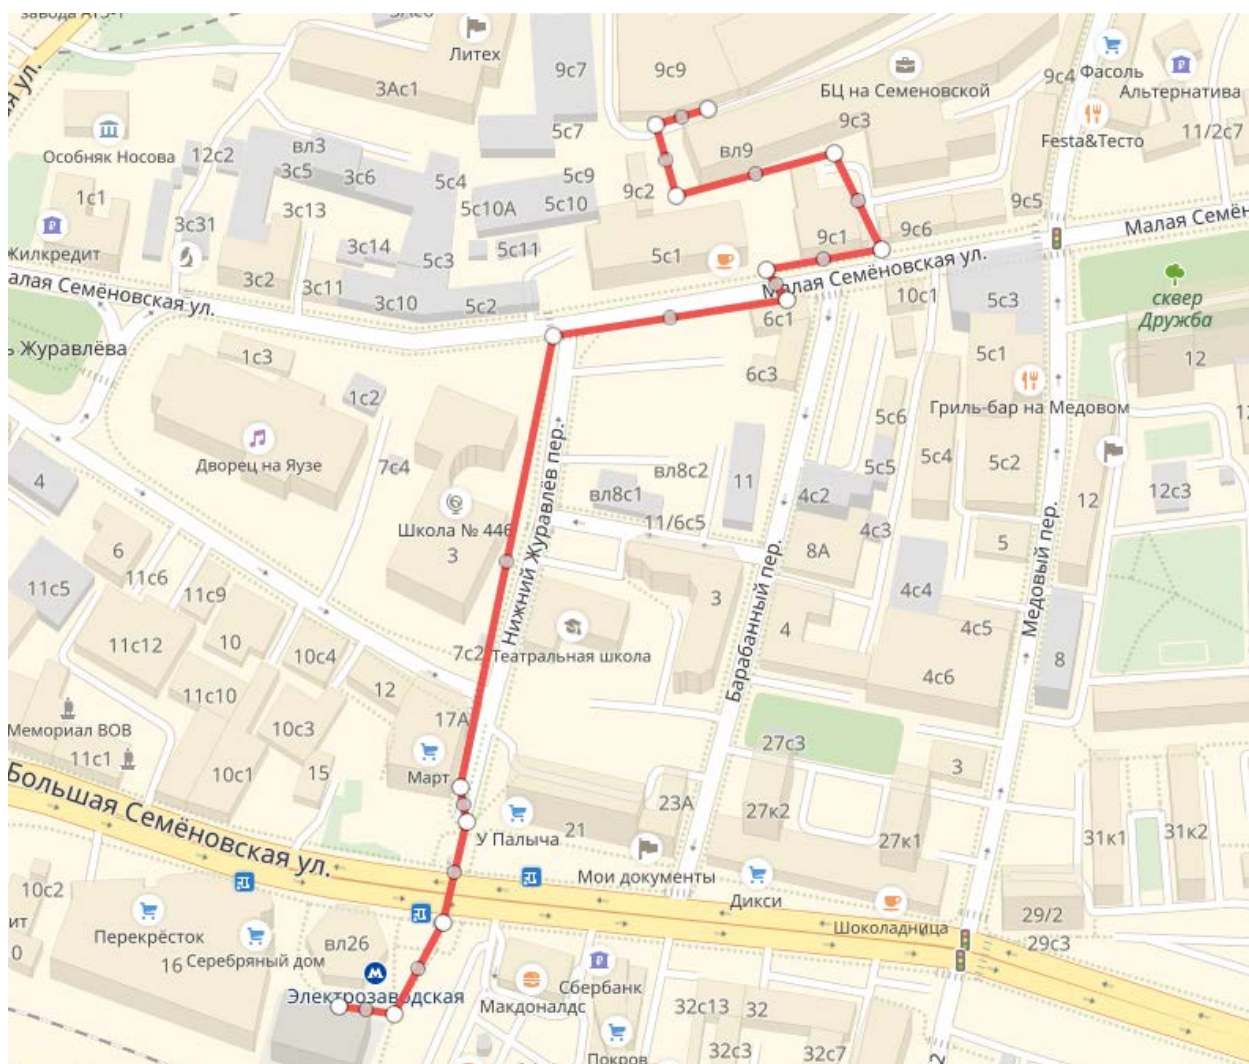 завода АТЭ-1
Литех
3Ас1
9с7
9с9
БЦ на Семеновской
9с4
Фасоль
Альтернатива
Особняк Носова
12с2
вл3
3с5
3с6
5с7
вл9
9с3
Festa&Тесто
11/2с7
1с1
3с13
5с4
5с9
5с10А
5с10
9с2
9с5
3с31
Жилкредит
3с14
5с3
5с11
5с1
9с1
9с6
Малая Семён
3с2
3с11
3с10
5с2
Малая Семёновская ул.
алая Семёновская ул.
6с1
10с1
5с3
сквер
Дружба
ь Журавлёва
1с3
6с3
5с1
12
1с2
Гриль-бар на Медовом
Дворец на Яузе
7с4
5с6
4
вл8с2
вл8с1
11
5с5
5с4
5с2
12
12с3
4с2
Школа № 446
3
11/6с5
4с3
8А
5
6
11с6
11с5
11с9
Нижний Журавлёв пер.
Барабанный пер.
Медовый пер.
3
4с4
4с5
11с12
10
10с4
7с2
Театральная школа
4
4с6
8
11с10
12
17А
10с3
Мемориал ВОВ
11с1
10с1
15
Март
27с3
3
Большая Семёновская ул.
23А
27к2
27к1
У Палыча
21
31к1
31к2
Мои документы
Дикси
10с2
Перекрёсток
Шоколадница
29/2
29с3
ит
0
16
Серебряный дом
вл26
Электрозаводская
Макдоналдс
Сбербанк
32с13
32
Покров
32с3
32с7